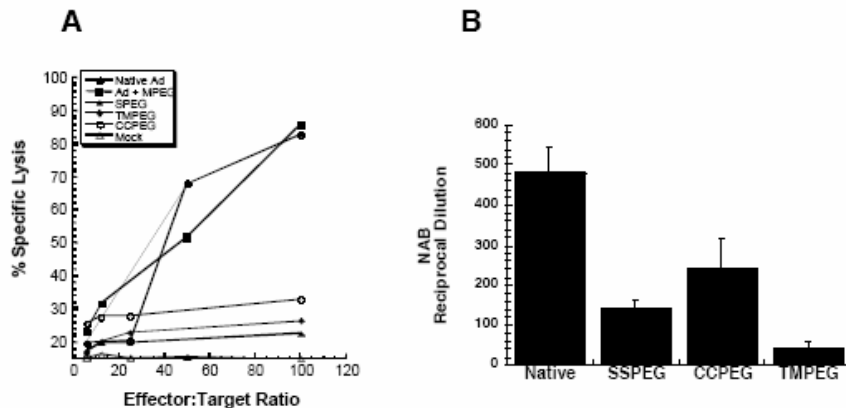 A
Native Ad
Ad + MPEG
SPEG
TMPEG
CCPEG
Mock
100
90
80
70
60
50
40
30
20
% Specific Lysis
0 20 40 60 80 100 120
Effector:Target Ratio
B
600
500
400
300
200
100
0
NAB
Reciprocal Dilution
Native SSPEG CCPEG TMPEG